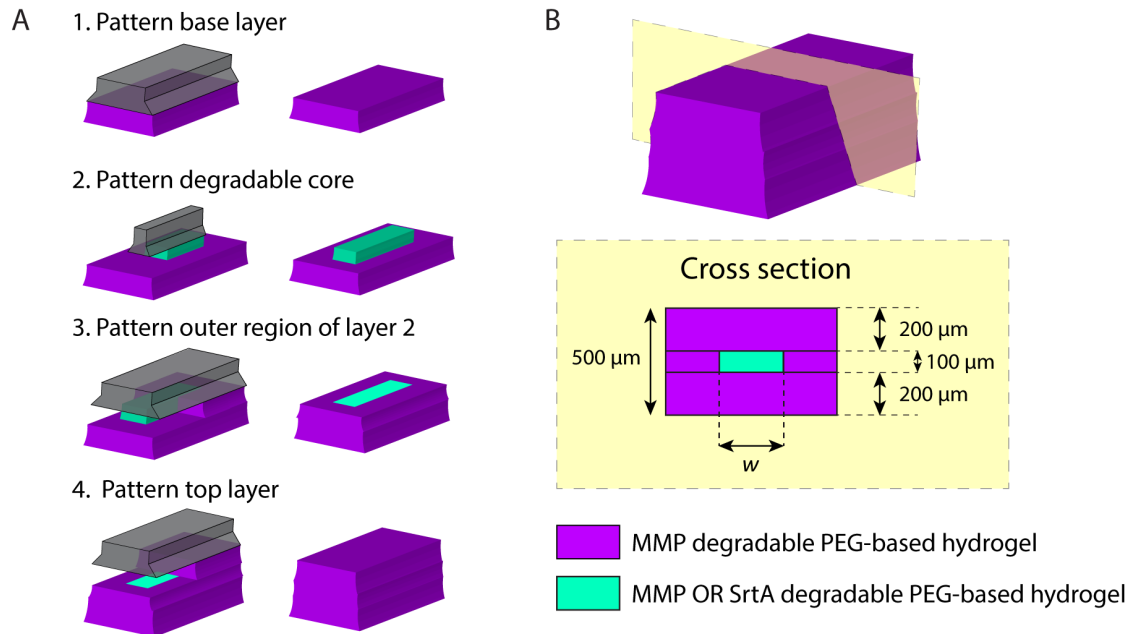 A
1. Pattern base layer
2. Pattern degradable core
3. Pattern outer region of layer 2
4. Pattern top layer
B
Cross section
500 µm
200 µm
100 µm
200 µm
w
MMP degradable PEG-based hydrogel
MMP OR SrtA degradable PEG-based hydrogel